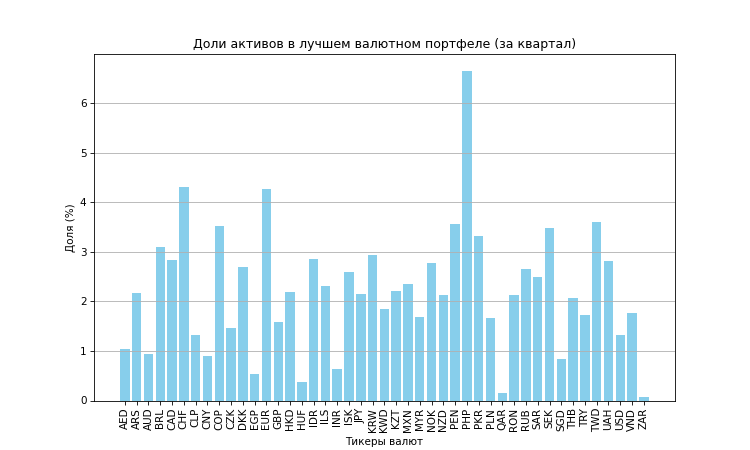 Доли активов в лучшем валютном портфеле (за квартал)
Доля (%)
6
5
4
3
2
1
0
AED ARS AUD BRL CAD CHF CLP CNY COP CZK DKK EGP EUR GBP HKD HUF IDR ILS INR ISK JPY KRW KWD KZT MXN MYR NOK NZD PEN PHP PKR PLN QAR RON RUB SAR SEK SGD THB TRY TWD UAH USD VND ZAR
Тикеры валют